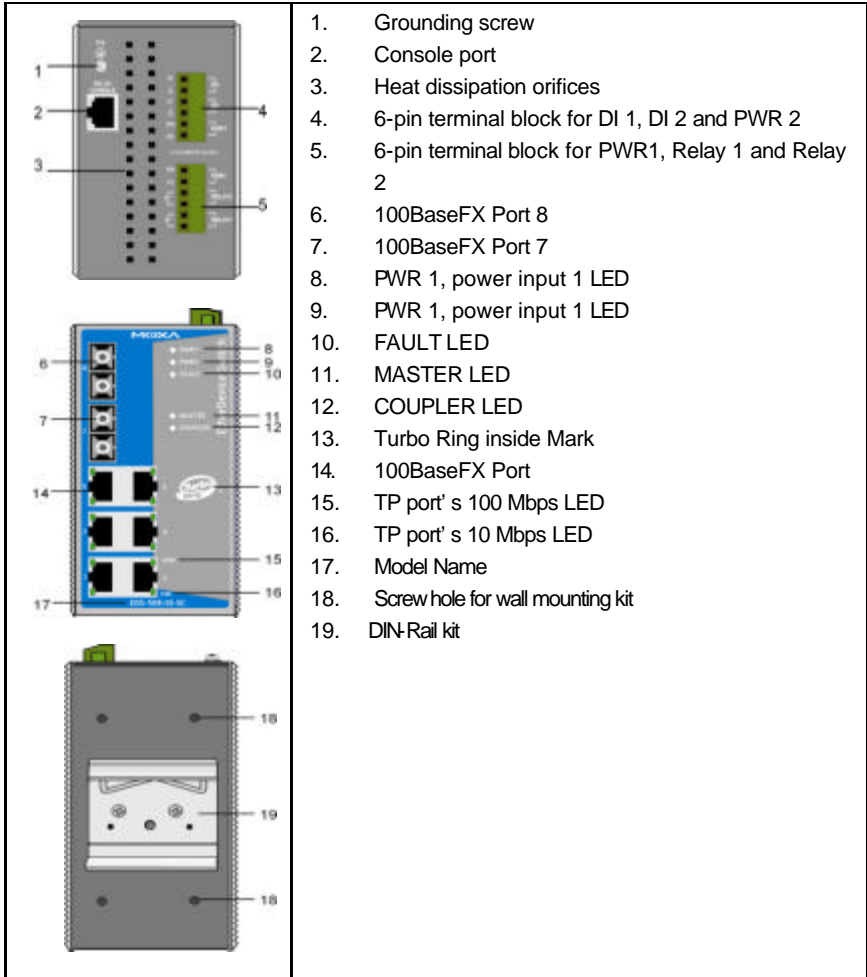 1. Grounding screw
2. Console port
3. Heat dissipation orifices
4. 6-pin terminal block for DI 1, DI 2 and PWR 2
5. 6-pin terminal block for PWR1, Relay 1 and Relay
2
6. 100BaseFX Port 8
7. 100BaseFX Port 7
8. PWR 1, power input 1 LED
9. PWR 1, power input 1 LED
10. FAULT LED
11. MASTER LED
12. COUPLER LED
13. Turbo Ring inside Mark
14. 100BaseFX Port
15. TP port' s 100 Mbps LED
16. TP port' s 10 Mbps LED
17. Model Name
18. Screw hole for wall mounting kit
19. DIN-Rail kit
1
2
3
4
5
MOXA
6
7
8
9
10
11
12
13
14
15
16
17
18
19
18